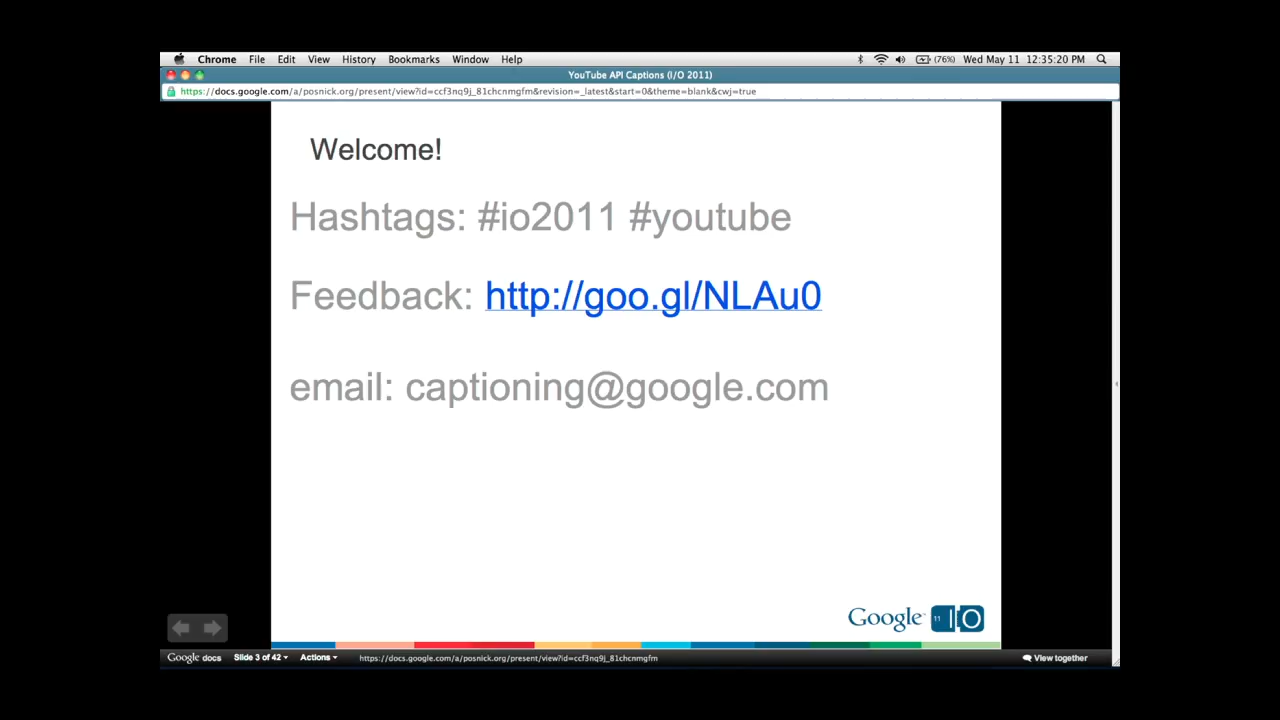 Chrome File Edit View History Bookmarks Window Help (76%) Wed May 11 12:35:20 PM
YouTube API Captions (I/O 2011)
https://docs.google.com/a/posnick.org/present/view?id=ccf3nq9j_81chcnmgfm&revision=_latest&start=0&theme=blank&cwj=true
Welcome!
Hashtags: #io2011 #youtube
Feedback: http://goo.gl/NLAu0
email: captioning@google.com
Google 11 IO
Google docs Slide 3 of 42 Actions https://docs.google.com/a/posnick.org/present/view?id=ccf3nq9j_81chcnmgfm View together